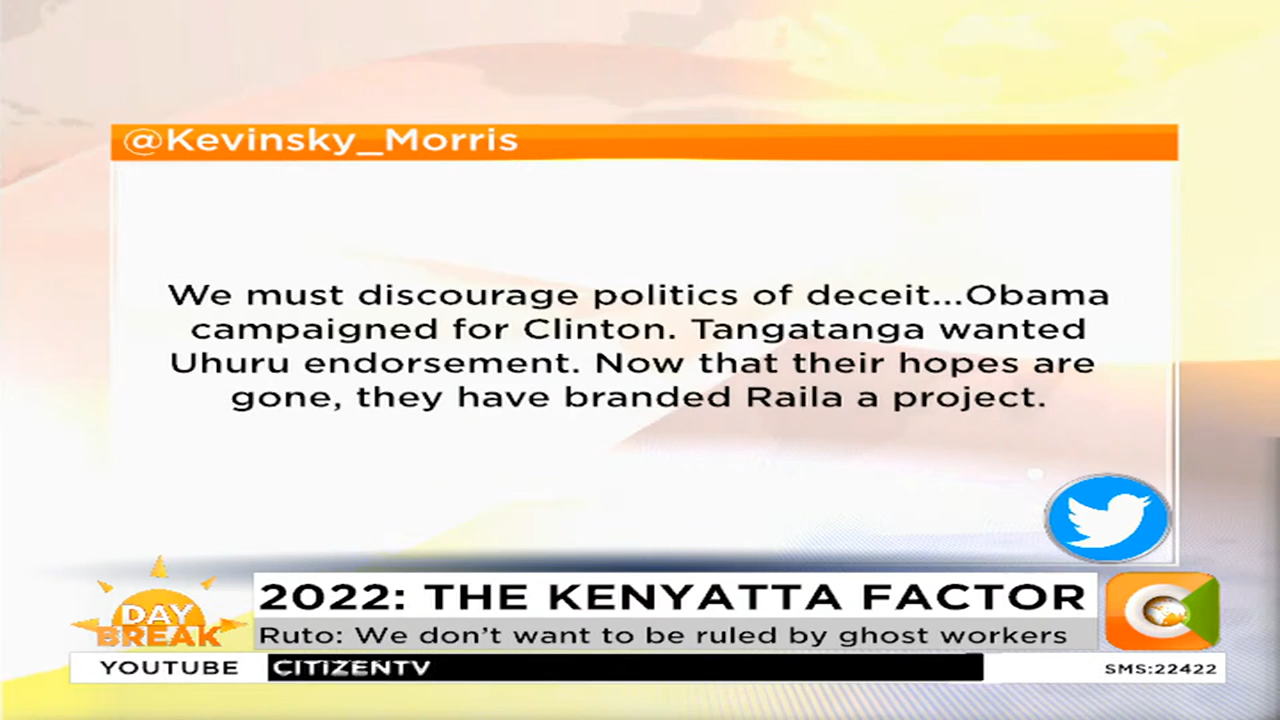 @Kevinsky_Morris
We must discourage politics of deceit...Obama
campaigned for Clinton. Tangatanga wanted
Uhuru endorsement. Now that their hopes are
gone, they have branded Raila a project.
DAY
BREAK
2022: THE KENYATTA FACTOR
Ruto: We don't want to be ruled by ghost workers
YOUTUBE
CITIZENTV
SMS:22422